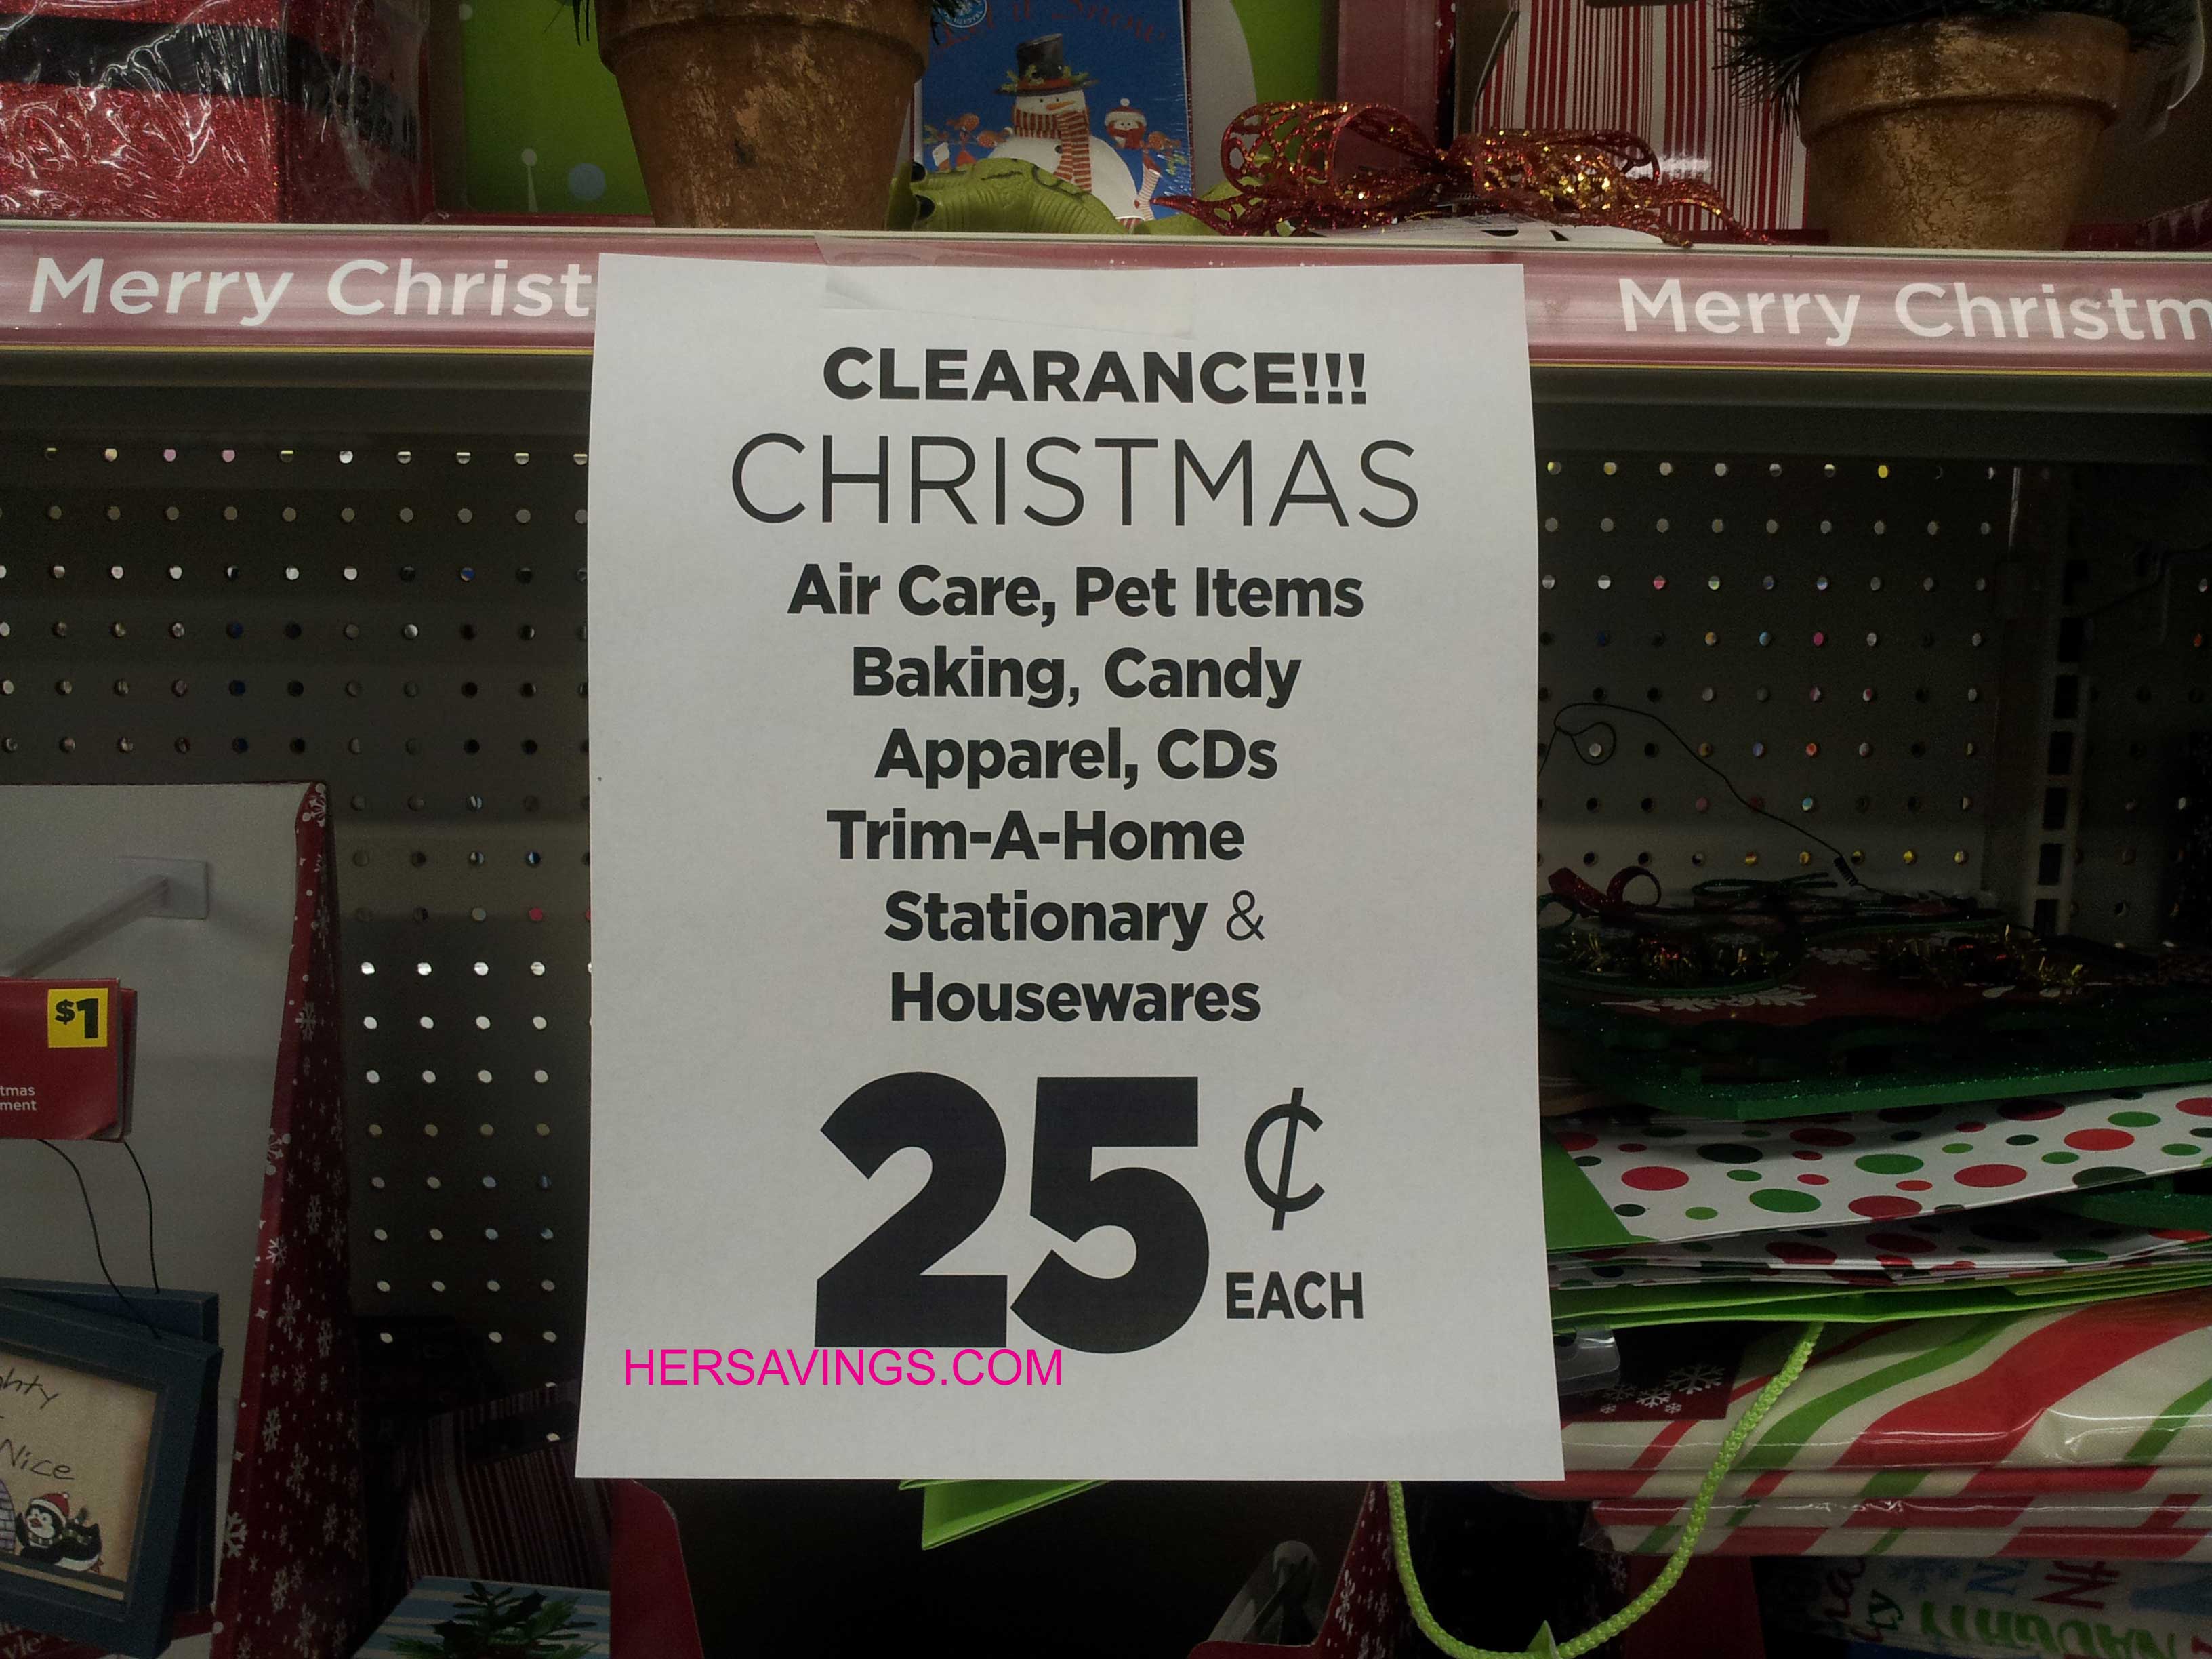 Merry Christ
Merry Christm
CLEARANCE!!!
CHRISTMAS
Air Care, Pet Items
Baking, Candy
Apparel, CDs
Trim-A-Home
Stationary &
Housewares
25¢
EACH
HERSAVINGS.COM
$1
tmas
ment
ghty
Nice